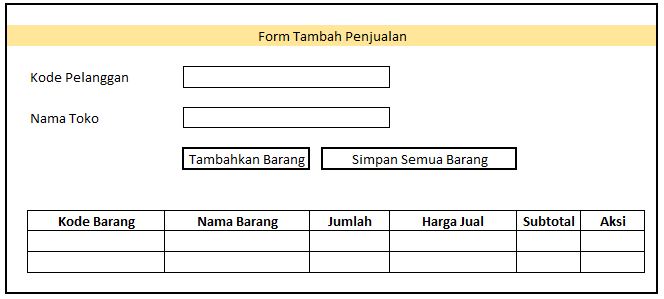 Form Tambah Penjualan
Kode Pelanggan
Nama Toko
Tambahkan Barang Simpan Semua Barang
Kode Barang Nama Barang Jumlah Harga Jual Subtotal Aksi